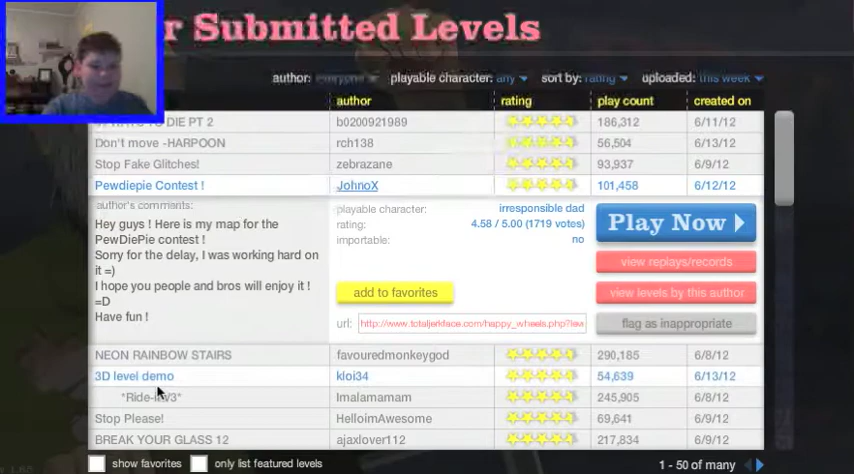 r Submitted Levels
author: playable character: any sort by: rating uploaded: this week
author rating play count created on
TO DIE PT 2 b0200921989 186,312 6/11/12
Don't move -HARPOON rch138 56,504 6/13/12
Stop Fake Glitches! zebrazane 93,937 6/9/12
Pewdiepie Contest ! JohnoX 101,458 6/12/12
author's comments:
Hey guys ! Here is my map for the
PewDiePie contest !
Sorry for the delay, I was working hard on
it =)
I hope you people and bros will enjoy it !
=D
Have fun !
playable character: irresponsible dad
rating: 4.58 / 5.00 (1719 votes)
importable: no
add to favorites
url: http://www.totaljerkface.com/happy_wheels.php?lev
Play Now
view replays/records
view levels by this author
flag as inappropriate
NEON RAINBOW STAIRS favouredmonkeygod 290,185 6/8/12
3D level demo kloi34 54,639 6/13/12
lmalamamam 245,905 6/8/12
Stop Please! HelloimAwesome 69,641 6/9/12
BREAK YOUR GLASS 12 ajaxlover112 217,834 6/9/12
show favorites only list featured levels 1 - 50 of many